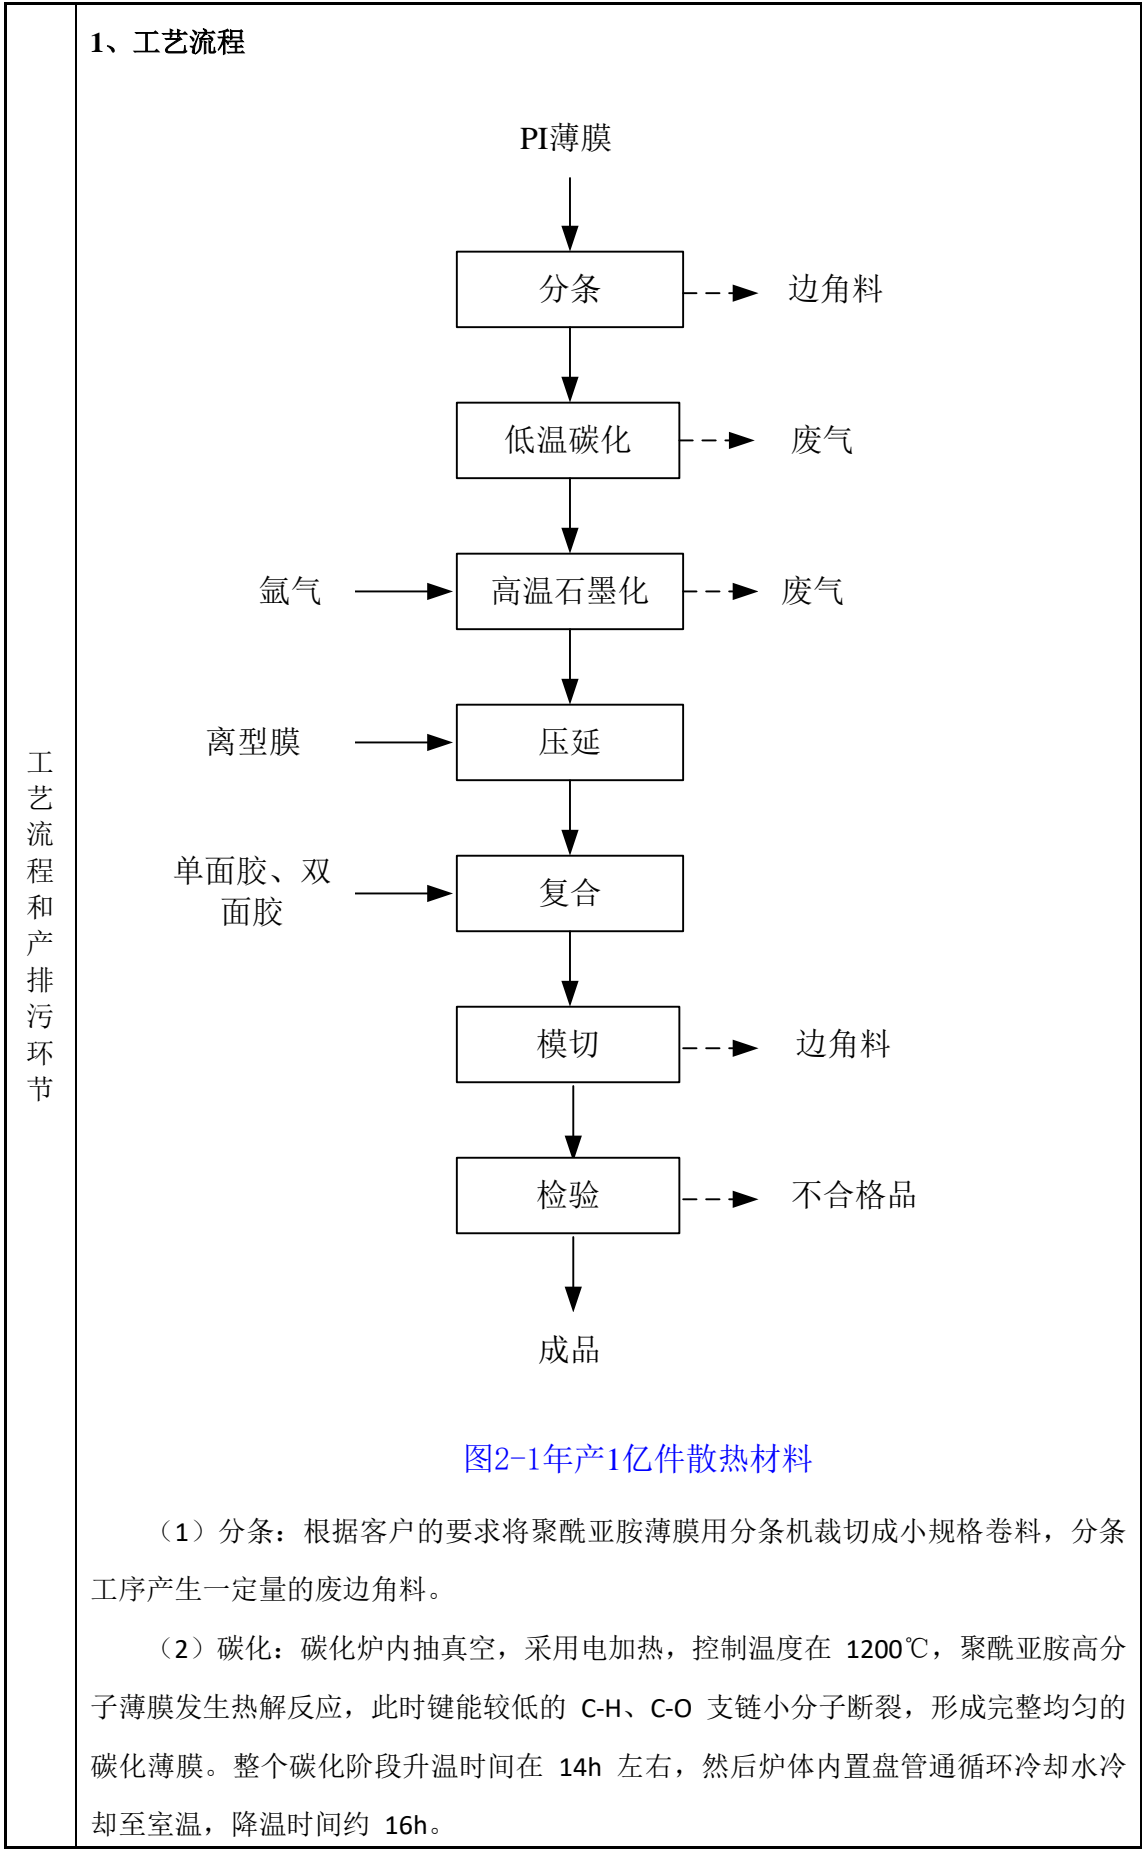 1、工艺流程
PI薄膜
分条
边角料
低温碳化
废气
氩气
高温石墨化
废气
离型膜
压延
单面胶、双
面胶
复合
模切
边角料
检验
不合格品
成品
图2-1年产1亿件散热材料
工
艺
流
程
和
产
排
污
环
节
（1）分条：根据客户的要求将聚酰亚胺薄膜用分条机裁切成小规格卷料，分条
工序产生一定量的废边角料。
（2）碳化：碳化炉内抽真空，采用电加热，控制温度在 1200℃，聚酰亚胺高分
子薄膜发生热解反应，此时键能较低的 C-H、C-O 支链小分子断裂，形成完整均匀的
碳化薄膜。整个碳化阶段升温时间在 14h 左右，然后炉体内置盘管通循环冷却水冷
却至室温，降温时间约 16h。